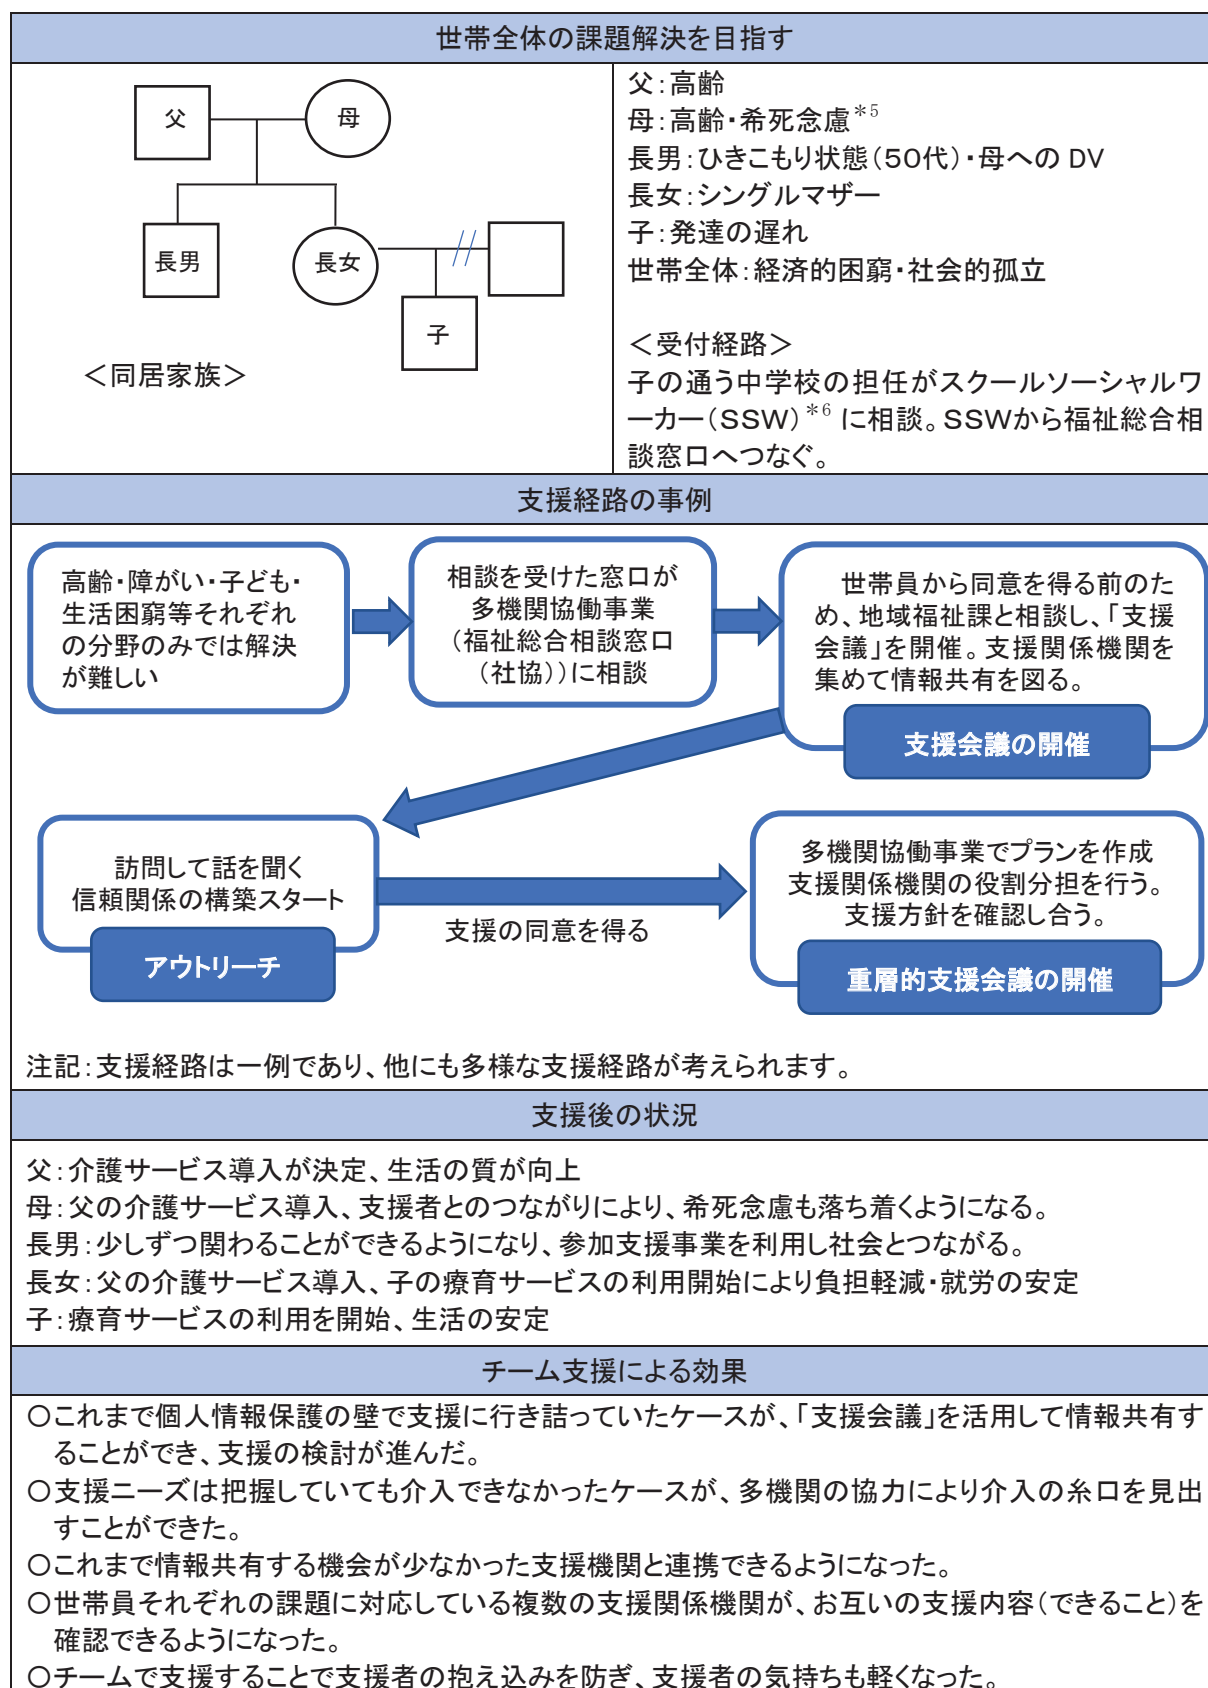 世帯全体の課題解決を目指す
父
母
長男
長女
子
＜同居家族＞
父：高齢
母：高齢・希死念慮＊5
長男：ひきこもり状態（５０代）・母へのDV
長女：シングルマザー
子：発達の遅れ
世帯全体：経済的困窮・社会的孤立
＜受付経路＞
子の通う中学校の担任がスクールソーシャルワ
ーカー（SSW）＊6 に相談。SSWから福祉総合相
談窓口へつなぐ。
支援経路の事例
高齢・障がい・子ども・
生活困窮等それぞれ
の分野のみでは解決
が難しい
相談を受けた窓口が
多機関協働事業
（福祉総合相談窓口
（社協））に相談
世帯員から同意を得る前のた
め、地域福祉課と相談し、「支援
会議」を開催。支援関係機関を
集めて情報共有を図る。
支援会議の開催
訪問して話を聞く
信頼関係の構築スタート
アウトリーチ
支援の同意を得る
多機関協働事業でプランを作成
支援関係機関の役割分担を行う。
支援方針を確認し合う。
重層的支援会議の開催
注記：支援経路は一例であり、他にも多様な支援経路が考えられます。
支援後の状況
父：介護サービス導入が決定、生活の質が向上
母：父の介護サービス導入、支援者とのつながりにより、希死念慮も落ち着くようになる。
長男：少しずつ関わることができるようになり、参加支援事業を利用し社会とつながる。
長女：父の介護サービス導入、子の療育サービスの利用開始により負担軽減・就労の安定
子：療育サービスの利用を開始、生活の安定
チーム支援による効果
〇これまで個人情報保護の壁で支援に行き詰っていたケースが、「支援会議」を活用して情報共有す
ることができ、支援の検討が進んだ。
〇支援ニーズは把握していても介入できなかったケースが、多機関の協力により介入の糸口を見出
すことができた。
〇これまで情報共有する機会が少なかった支援機関と連携できるようになった。
〇世帯員それぞれの課題に対応している複数の支援関係機関が、お互いの支援内容（できること）を
確認できるようになった。
〇チームで支援することで支援者の抱え込みを防ぎ、支援者の気持ちも軽くなった。